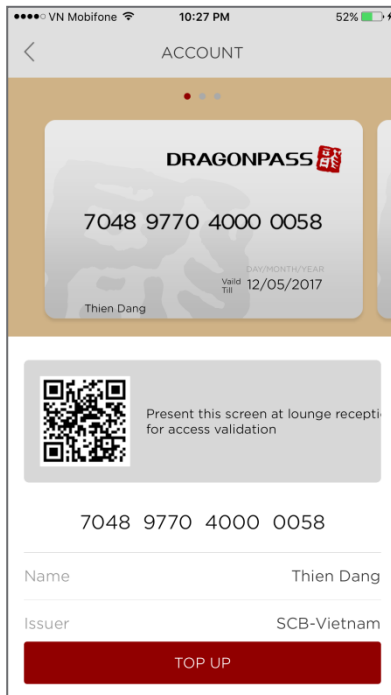 VN Mobifone 10:27 PM 52%
ACCOUNT
DRAGONPASS
7048 9770 4000 0058
DAY/MONTH/YEAR
Vaild
Till 12/05/2017
Thien Dang
Present this screen at lounge recepti
for access validation
7048 9770 4000 0058
Name Thien Dang
Issuer SCB-Vietnam
TOP UP